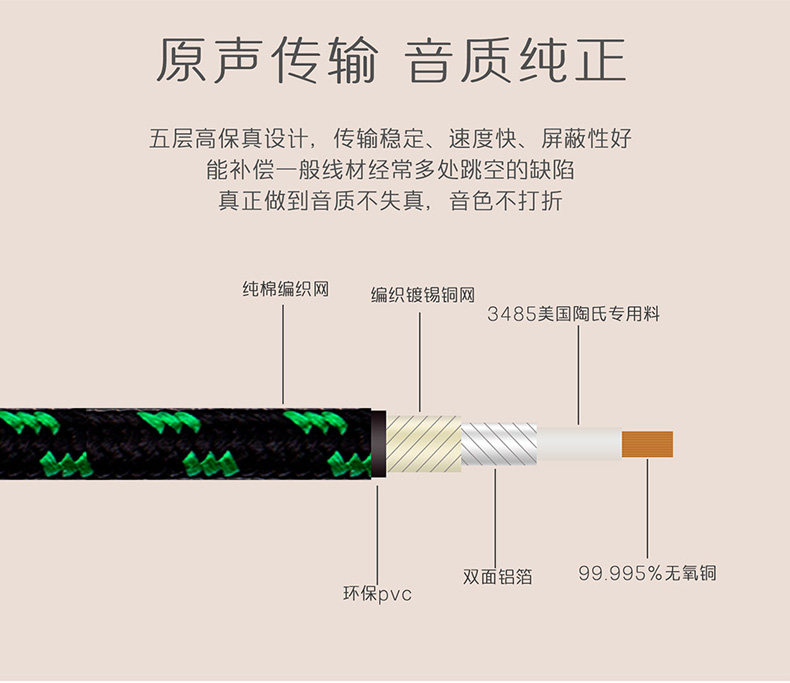 原声传输 音质纯正
五层高保真设计，传输稳定、速度快、屏蔽性好
能补偿一般线材经常多处跳空的缺陷
真正做到音质不失真，音色不打折
纯棉编织网
编织镀锡铜网
3485美国陶氏专用料
环保pvc
双面铝箔
99.995%无氧铜